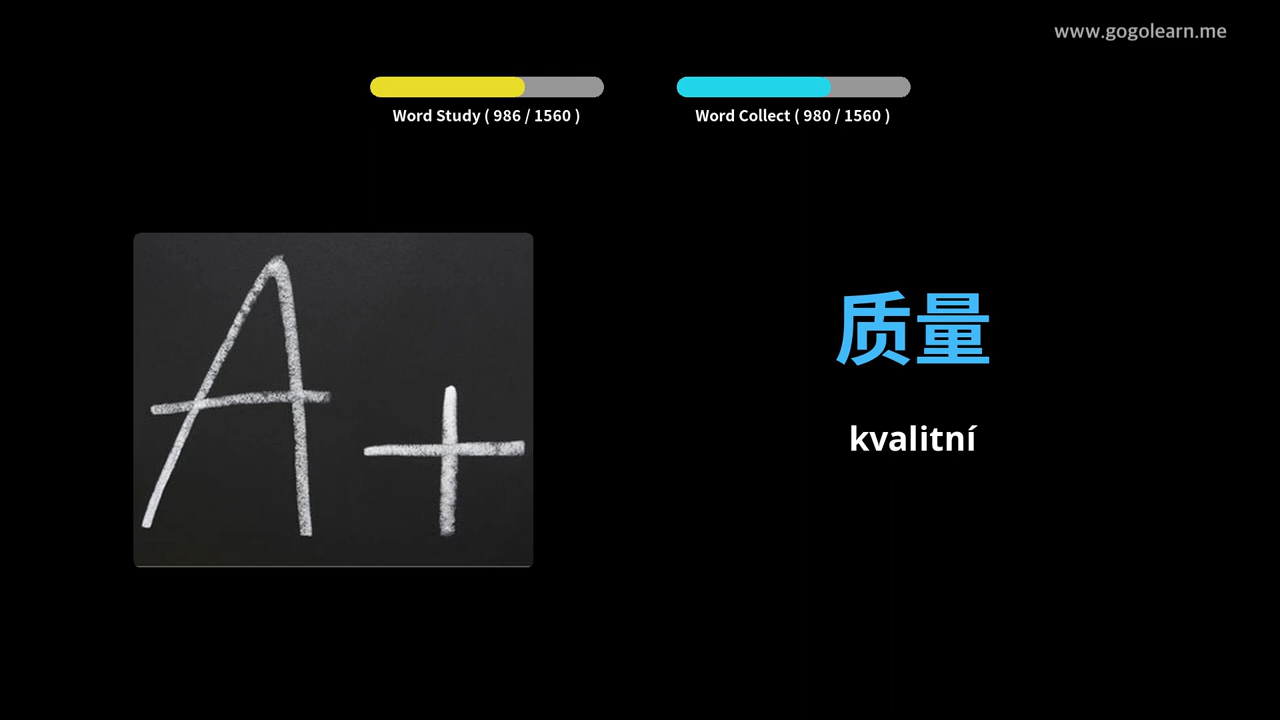 www.gogolearn.me
Word Study ( 986 / 1560 )
Word Collect ( 980 / 1560 )
A+
质量
kvalitní